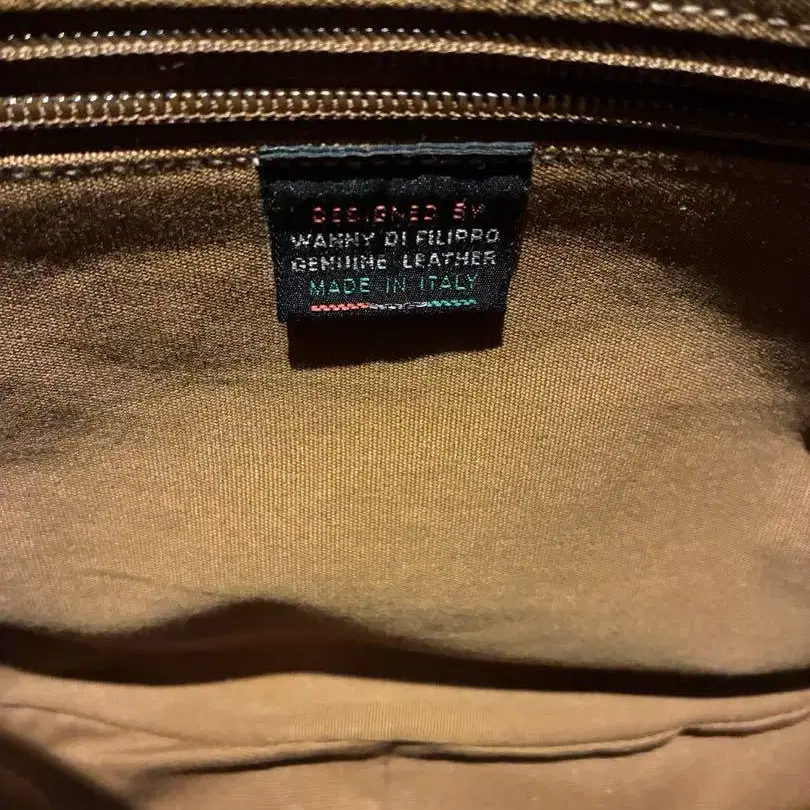 DESIGNED BY
WANNY DI FILIPPO
GENUINE LEATHER
MADE IN ITALY